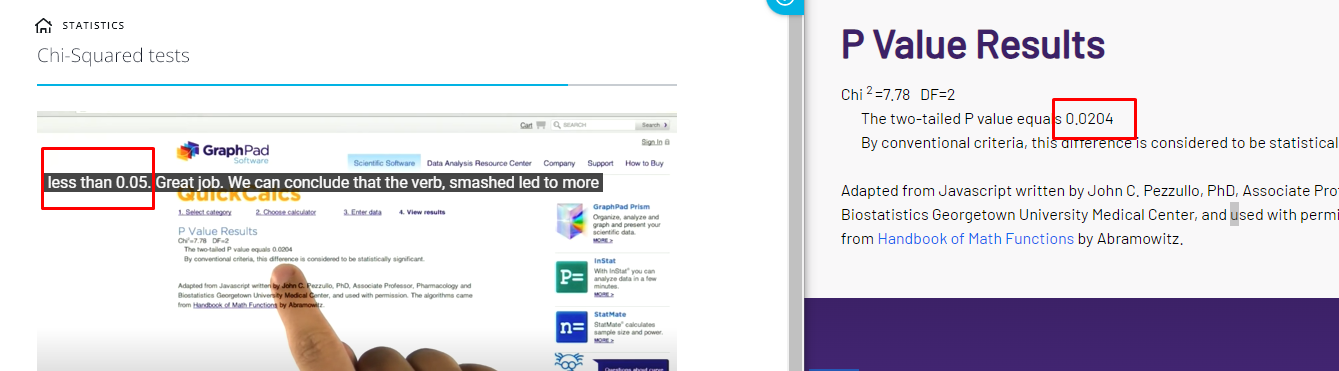 STATISTICS
Chi-Squared tests
Cart
SEARCH
Search
Sign In
GraphPad
Software
Scientific Software
Data Analysis Resource Center
Company
Support
How to Buy
less than 0.05. Great job. We can conclude that the verb, smashed led to more
QuickCalcs
1. Select category
2. Choose calculator
3. Enter data
4. View results
P Value Results
Chi²=7.78 DF=2
The two-tailed P value equals 0.0204
By conventional criteria, this difference is considered to be statistically significant.
Adapted from Javascript written by John C. Pezzullo, PhD, Associate Professor, Pharmacology and
Biostatistics Georgetown University Medical Center, and used with permission. The algorithms came
from Handbook of Math Functions by Abramowitz.
GraphPad Prism
Organize, analyze and
graph and present your
scientific data.
MORE >
InStat
With InStat® you can
analyze data in a few
minutes.
MORE >
StatMate
StatMate® calculates
sample size and power.
MORE >
P=
n=
Questions about curve
P Value Results
Chi ²=7.78 DF=2
The two-tailed P value equals 0.0204
By conventional criteria, this difference is considered to be statistical
Adapted from Javascript written by John C. Pezzullo, PhD, Associate Prof
Biostatistics Georgetown University Medical Center, and used with permi
from Handbook of Math Functions by Abramowitz.